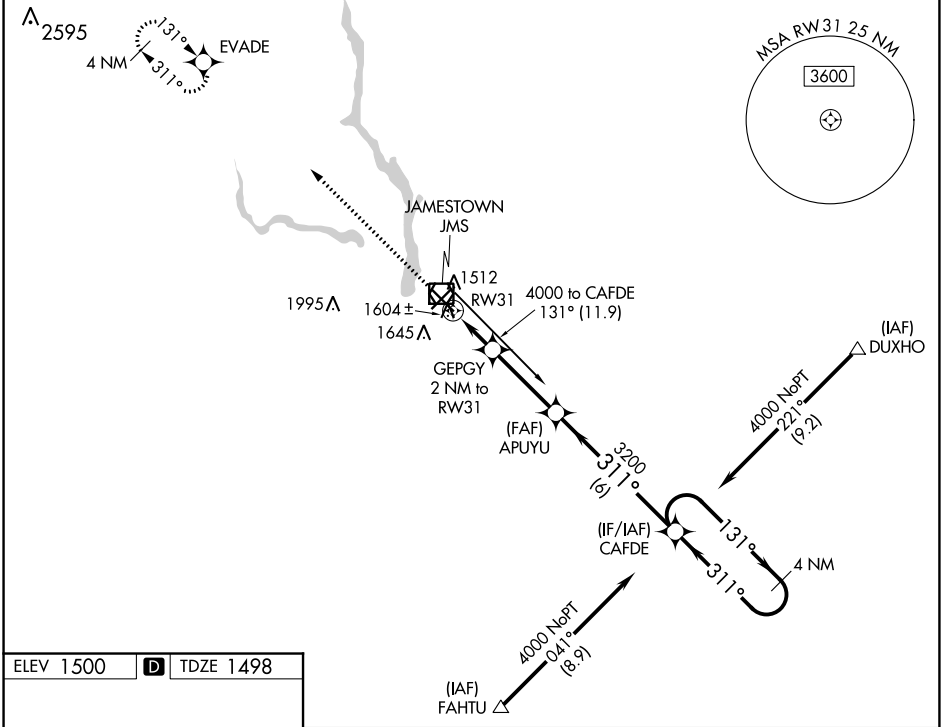 2595
131°
EVADE
4 NM
311°
MSA RW31 25 NM
3600
JAMESTOWN
JMS
1512
RW31
1995
1604 ±
1645
4000 to CAFDE
131° (11.9)
(IAF)
DUXHO
GEPGY
2 NM to
RW31
4000 NoPT
221°
(9.2)
(FAF)
APUYU
3200
311°
(6)
(IF/IAF)
CAFDE
131°
4 NM
311°
4000 NoPT
041°
(8.9)
(IAF)
FAHTU
ELEV 1500 D TDZE 1498